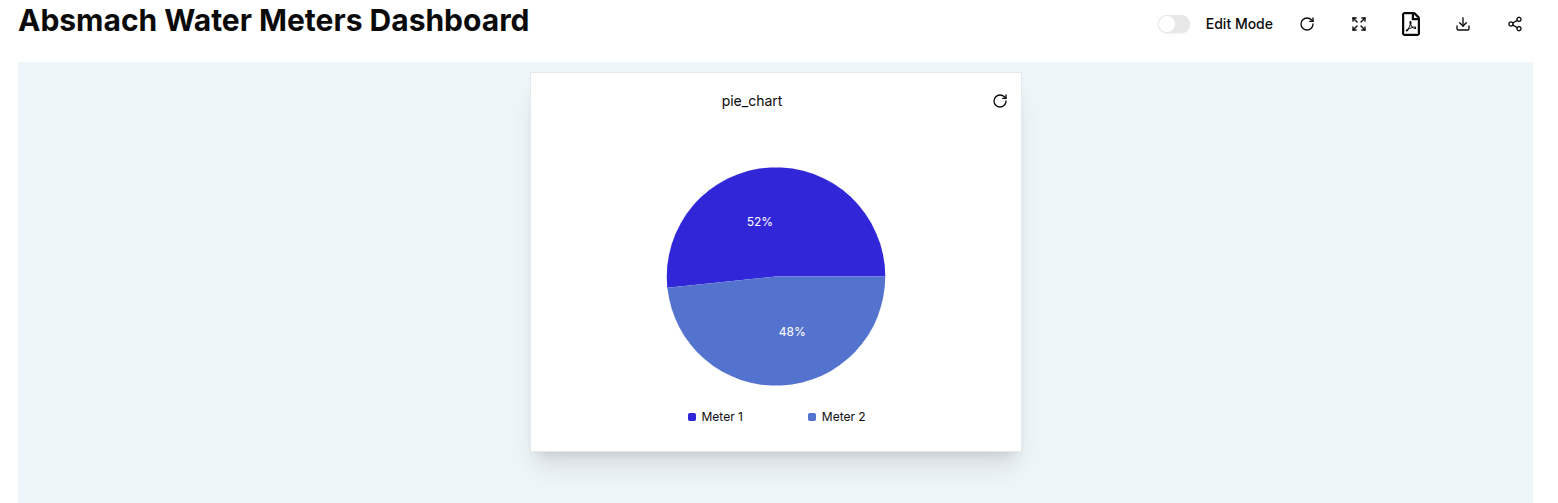 Absmach Water Meters Dashboard
Edit Mode
pie_chart
52%
48%
Meter 1
Meter 2